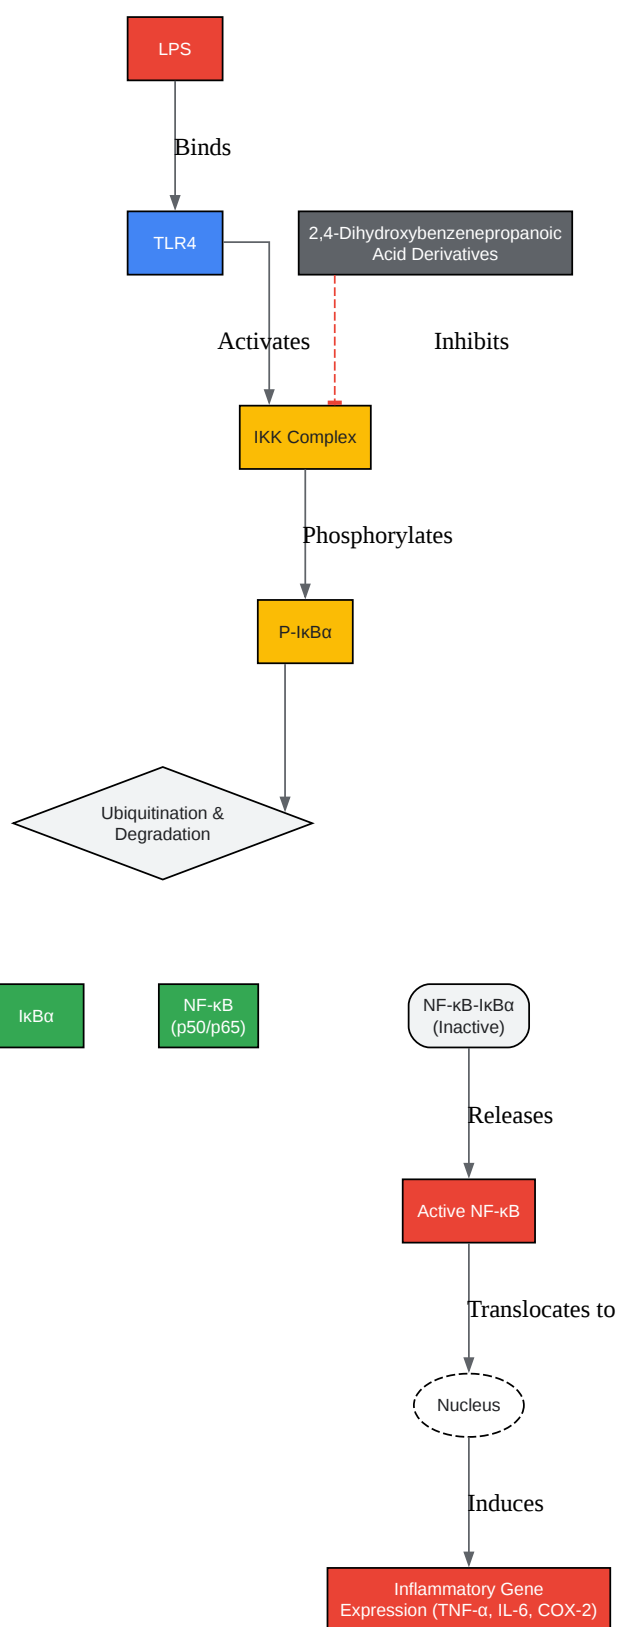 LPS
Binds
TLR4
2,4-Dihydroxybenzenepropanoic
Acid Derivatives
Activates
Inhibits
IKK Complex
Phosphorylates
P-IκBα
Ubiquitination &
Degradation
IκBα
NF-κB
(p50/p65)
NF-κB-IκBα
(Inactive)
Releases
Active NF-κB
Translocates to
Nucleus
Induces
Inflammatory Gene
Expression (TNF-α, IL-6, COX-2)